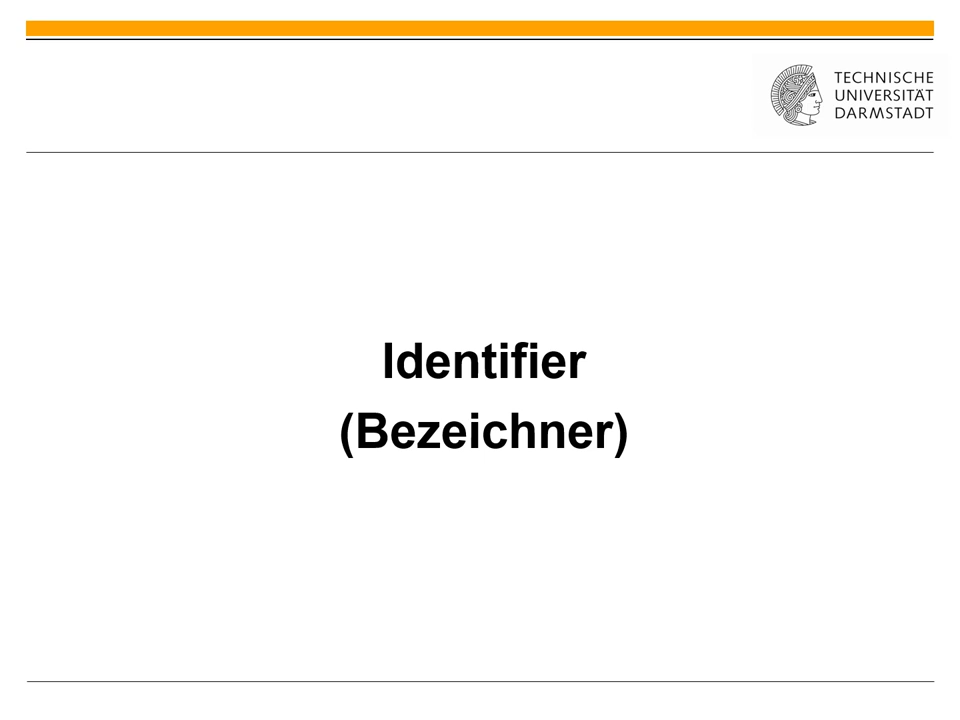 TECHNISCHE
UNIVERSITÄT
DARMSTADT
Identifier
(Bezeichner)